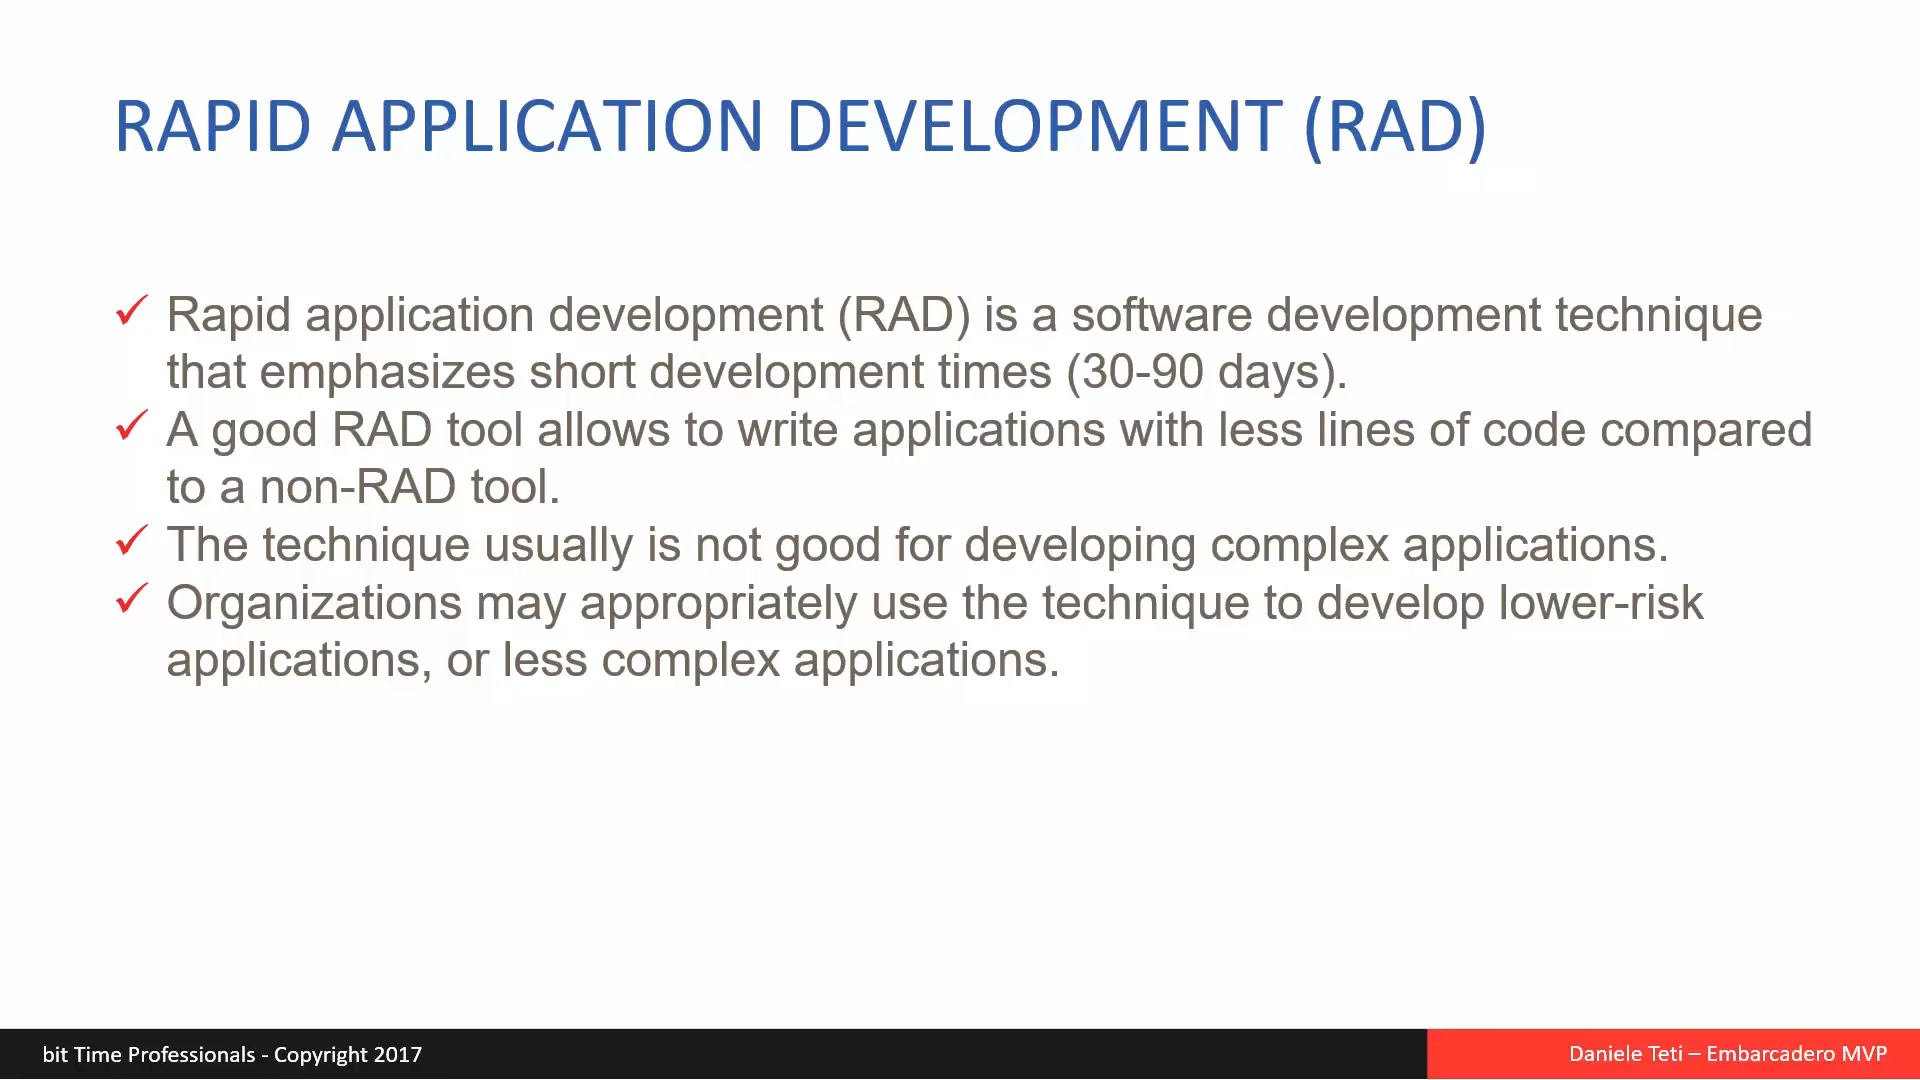 RAPID APPLICATION DEVELOPMENT (RAD)
Rapid application development (RAD) is a software development technique
that emphasizes short development times (30-90 days).
A good RAD tool allows to write applications with less lines of code compared
to a non-RAD tool.
The technique usually is not good for developing complex applications.
Organizations may appropriately use the technique to develop lower-risk
applications, or less complex applications.
bit Time Professionals - Copyright 2017
Daniele Teti – Embarcadero MVP